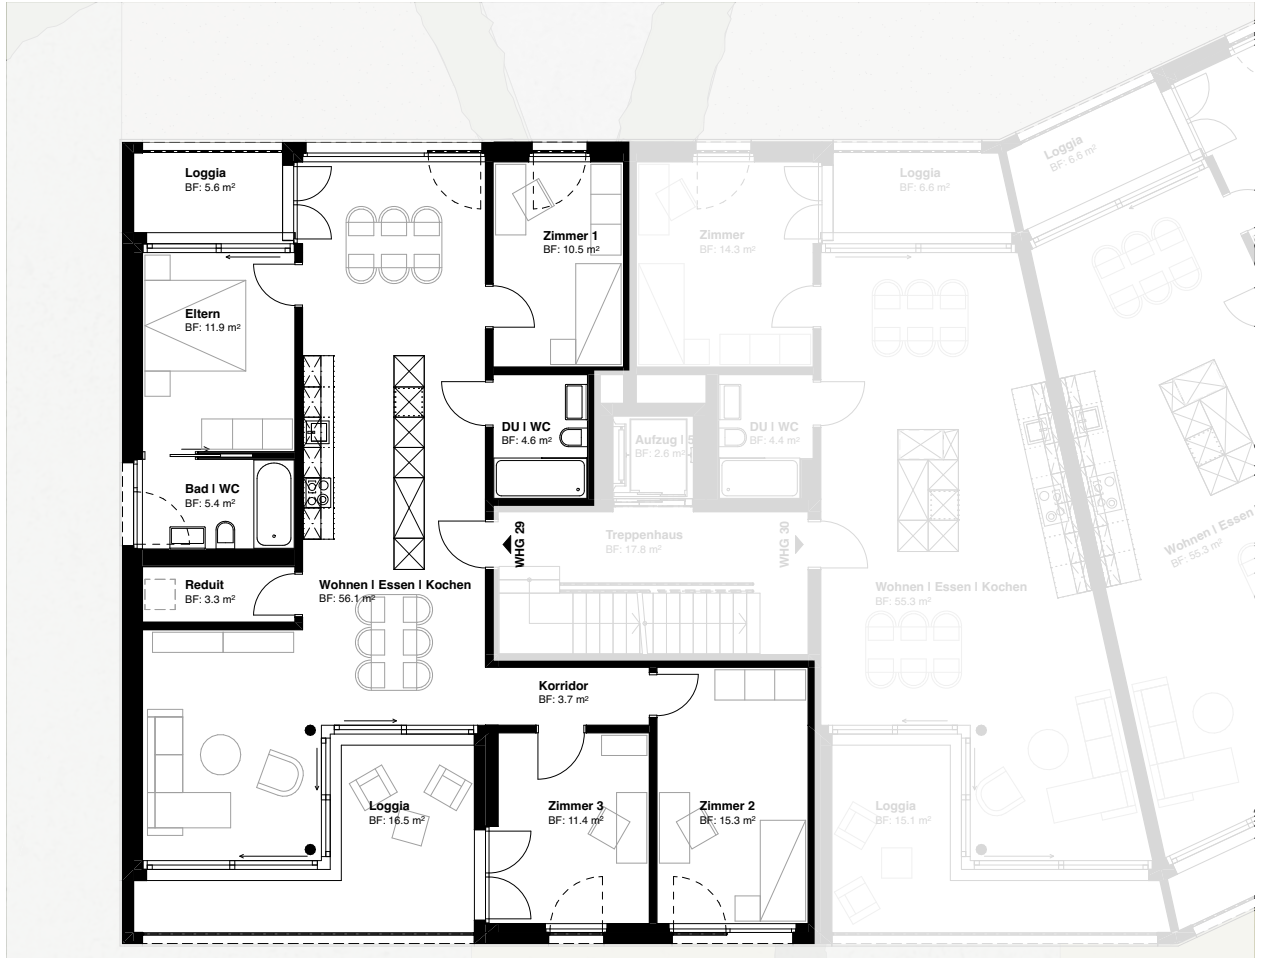 Loggia
BF: 5.6 m²
Loggia
BF: 6.6 m²
Loggia
BF: 6.6 m²
Zimmer 1
BF: 10.5 m²
Zimmer
BF: 14.3 m²
Eltern
BF: 11.9 m²
DU | WC
BF: 4.6 m²
Aufzug | 5
BF: 2.6 m²
DU | WC
BF: 4.4 m²
Bad | WC
BF: 5.4 m²
WHG 29
Treppenhaus
BF: 17.8 m²
WHG 30
Wohnen | Essen
BF: 55.3 m²
Reduit
BF: 3.3 m²
Wohnen | Essen | Kochen
BF: 56.1 m²
Wohnen | Essen | Kochen
BF: 55.3 m²
Korridor
BF: 3.7 m²
Loggia
BF: 16.5 m²
Zimmer 3
BF: 11.4 m²
Zimmer 2
BF: 15.3 m²
Loggia
BF: 15.1 m²